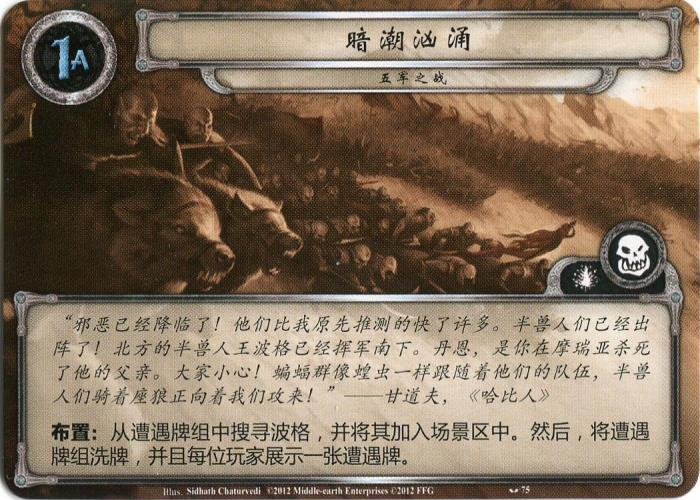 1A
暗潮汹涌
五军之战
“邪恶已经降临了！他们比我原先推测的快了许多。半兽人们已经出
阵了！北方的半兽人王波格已经挥军南下。丹恩，是你在摩瑞亚杀死
了他的父亲。大家小心！蝙蝠群像蝗虫一样跟随着他们的队伍，半兽
人们骑着座狼正向着我们攻来！”——甘道夫，《哈比人》
布置：从遭遇牌组中搜寻波格，并将其加入场景区中。然后，将遭遇
牌组洗牌，并且每位玩家展示一张遭遇牌。
Illus. Sidhath Chaturvedi ©2012 Middle-earth Enterprises ©2012 FFG 75